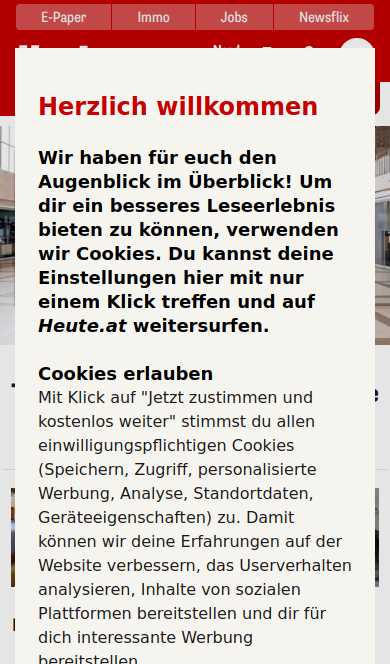 E-Paper
Immo
Jobs
Newsflix
Herzlich willkommen
Wir haben für euch den
Augenblick im Überblick! Um
dir ein besseres Leseerlebnis
bieten zu können, verwenden
wir Cookies. Du kannst deine
Einstellungen hier mit nur
einem Klick treffen und auf
Heute.at weitersurfen.
Cookies erlauben
Mit Klick auf "Jetzt zustimmen und
kostenlos weiter" stimmst du allen
einwilligungspflichtigen Cookies
(Speichern, Zugriff, personalisierte
Werbung, Analyse, Standortdaten,
Geräteeigenschaften) zu. Damit
können wir deine Erfahrungen auf der
Website verbessern, das Userverhalten
analysieren, Inhalte von sozialen
Plattformen bereitstellen und dir für
dich interessante Werbung
bereitstellen